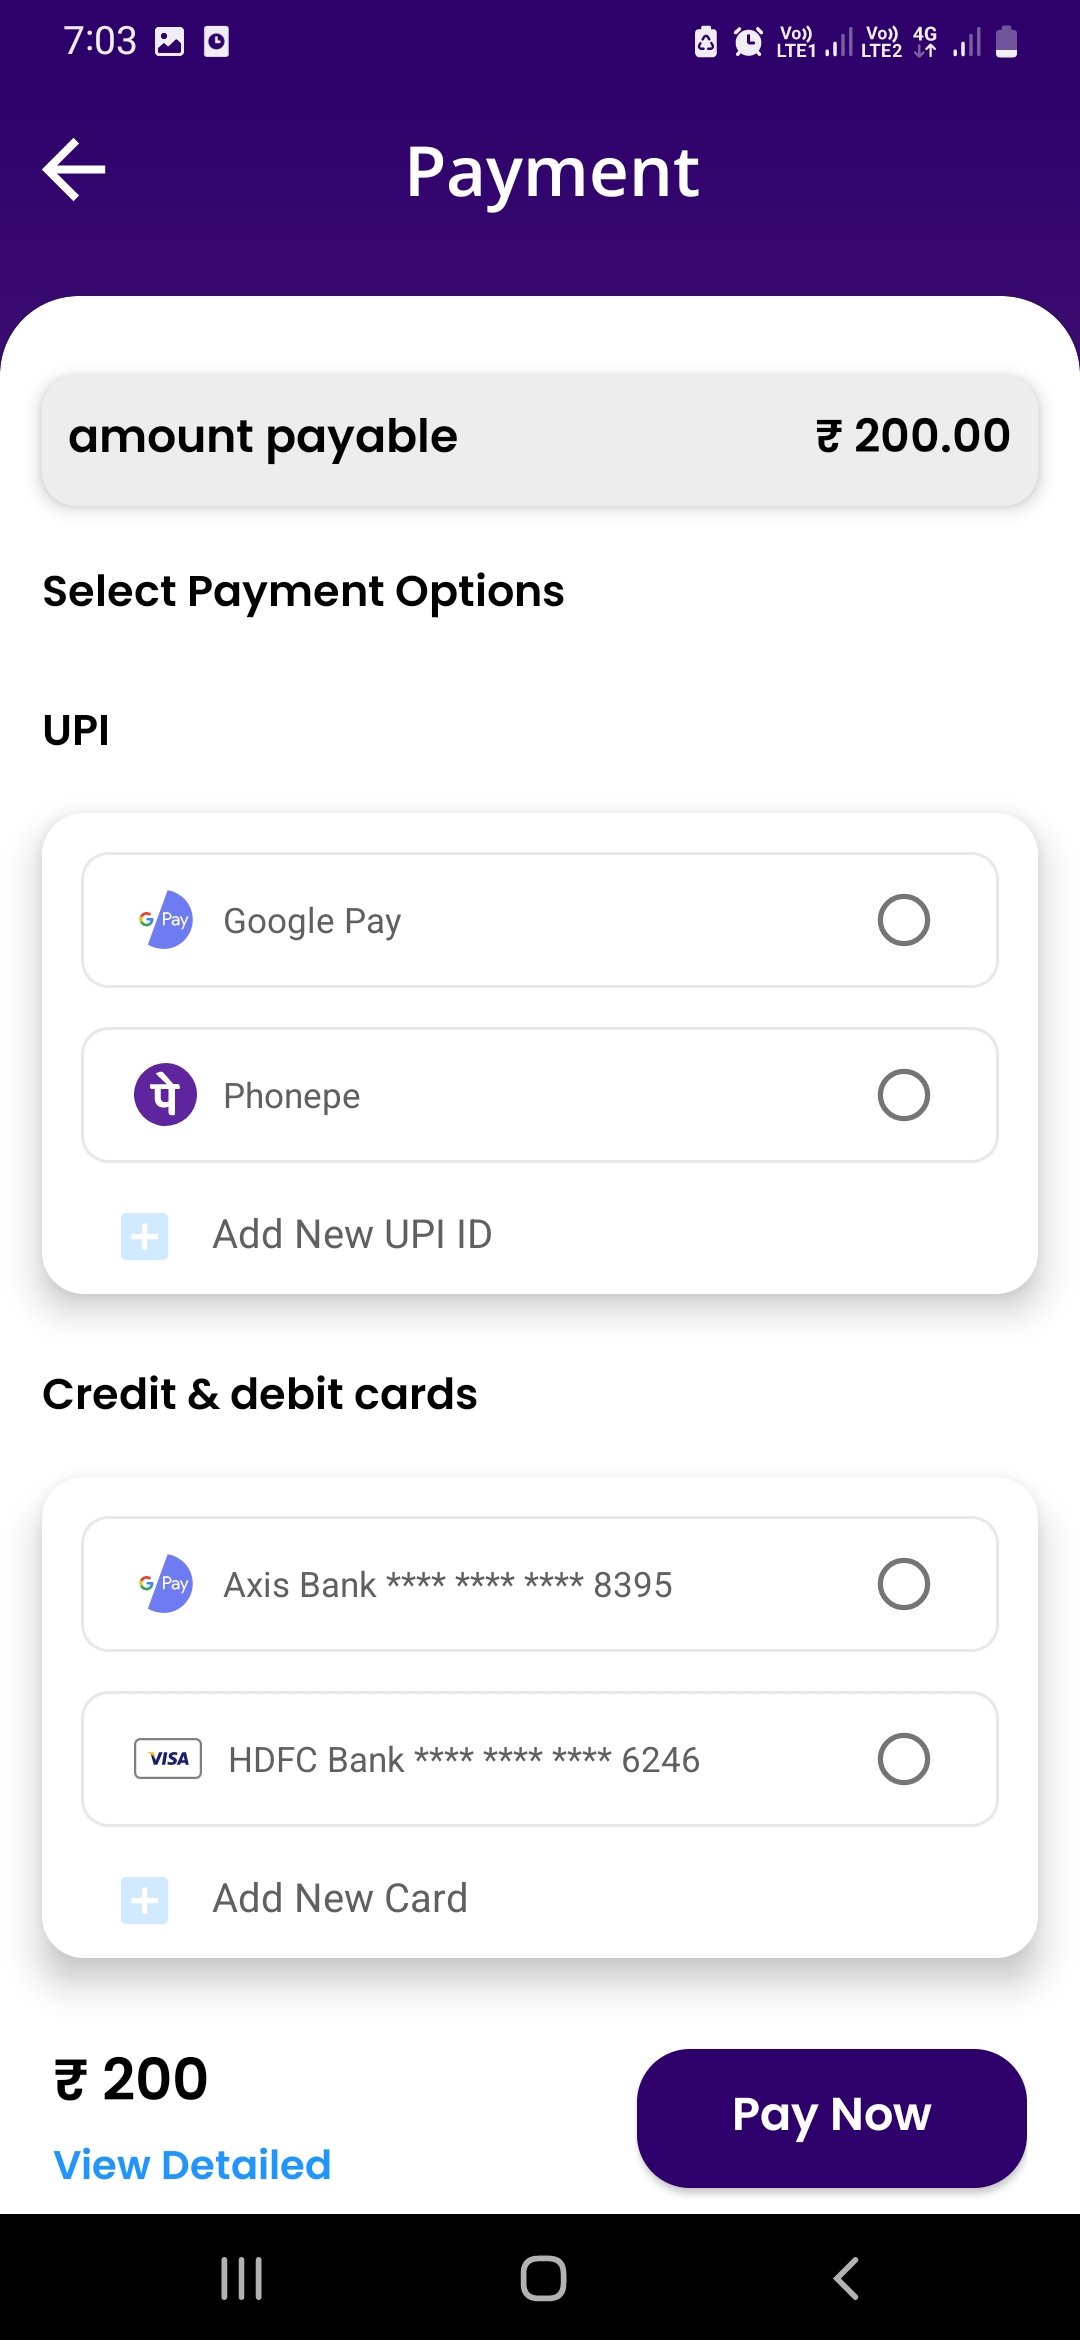 7:03
Vo)) LTE1 Vo)) LTE2 4G
Payment
amount payable ₹ 200.00
Select Payment Options
UPI
G Pay Google Pay
पे Phonepe
Add New UPI ID
Credit & debit cards
G Pay Axis Bank **** **** **** 8395
VISA HDFC Bank **** **** **** 6246
Add New Card
₹ 200
Pay Now
View Detailed